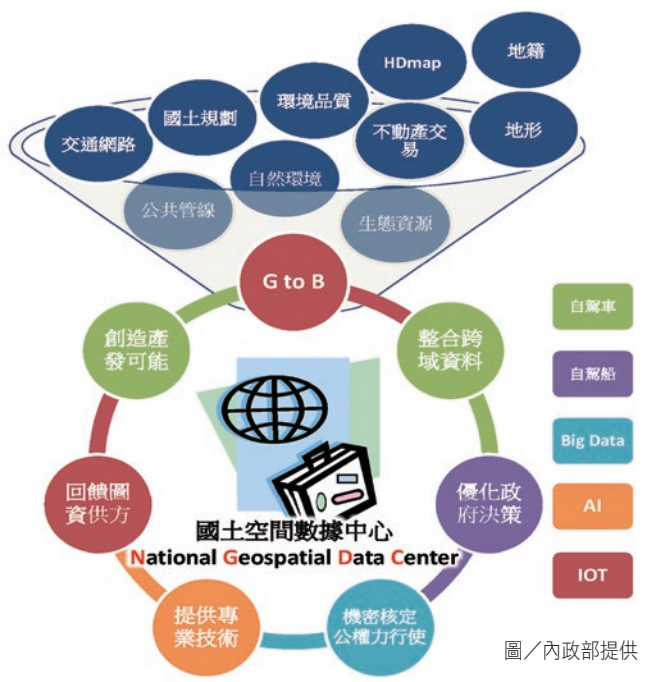 HDmap
地籍
環境品質
國土規劃
交通網路
不動產交
易
地形
自然環境
公共管線
生態資源
G to B
創造產
發可能
整合跨
域資料
回饋圖
資供方
優化政
府決策
提供專
業技術
機密核定
公權力行使
國土空間數據中心
National Geospatial Data Center
自駕車
自駕船
Big Data
AI
IOT
圖／內政部提供